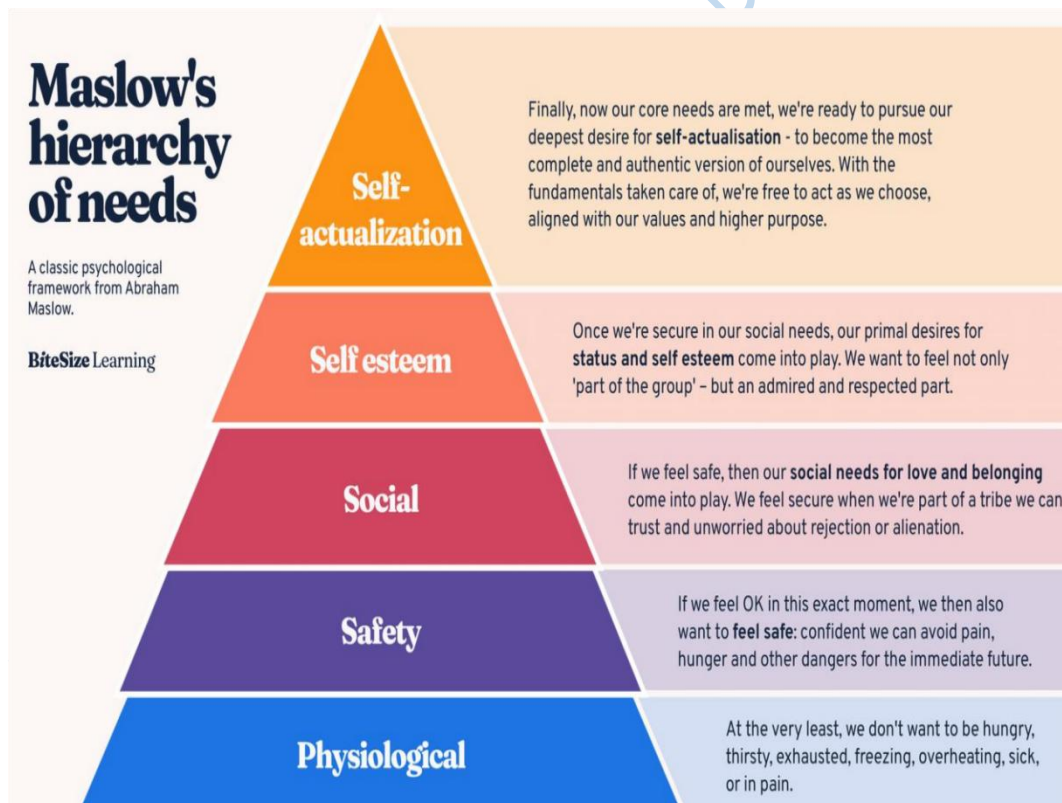 Maslow's
hierarchy
of needs
A classic psychological
framework from Abraham
Maslow.
BiteSize Learning
Self-
actualization
Finally, now our core needs are met, we're ready to pursue our
deepest desire for self-actualisation - to become the most
complete and authentic version of ourselves. With the
fundamentals taken care of, we're free to act as we choose,
aligned with our values and higher purpose.
Self esteem
Once we're secure in our social needs, our primal desires for
status and self esteem come into play. We want to feel not only
'part of the group' – but an admired and respected part.
Social
If we feel safe, then our social needs for love and belonging
come into play. We feel secure when we're part of a tribe we can
trust and unworried about rejection or alienation.
Safety
If we feel OK in this exact moment, we then also
want to feel safe: confident we can avoid pain,
hunger and other dangers for the immediate future.
Physiological
At the very least, we don't want to be hungry,
thirsty, exhausted, freezing, overheating, sick,
or in pain.